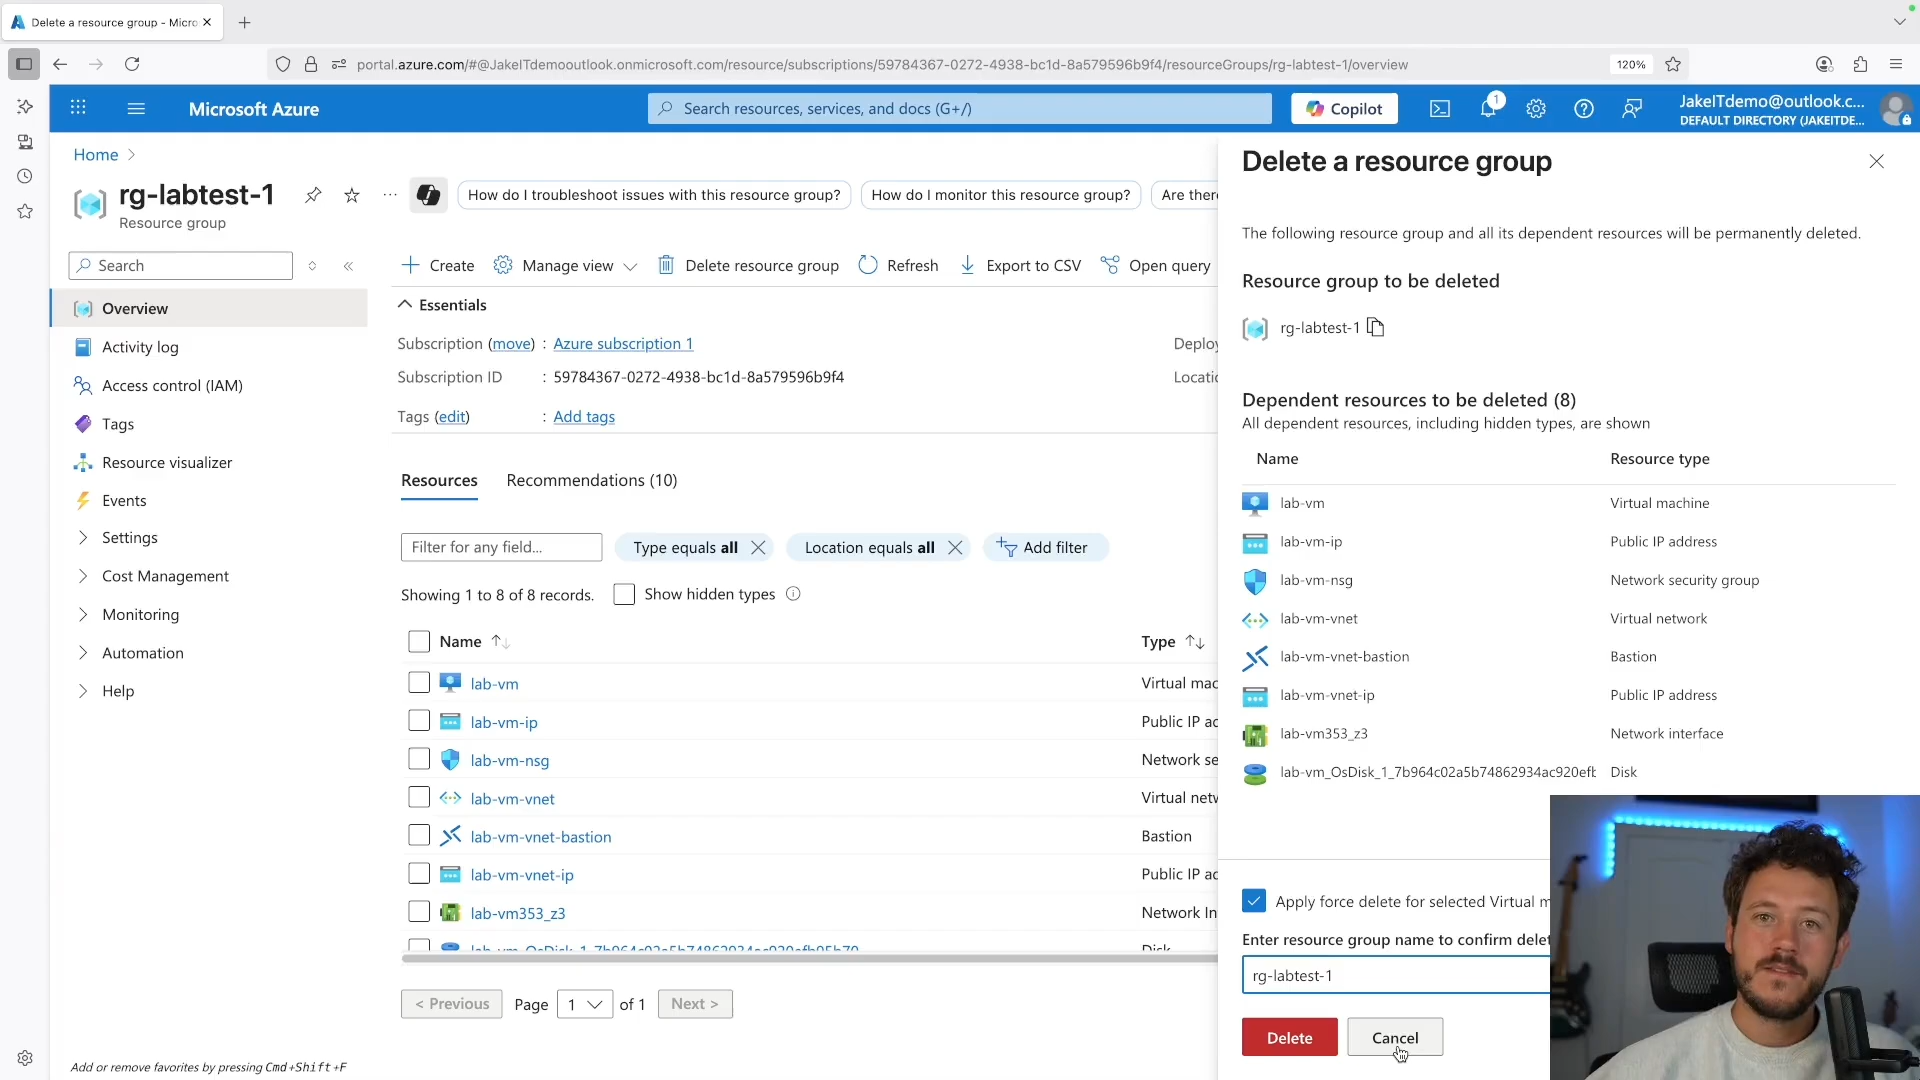 Delete a resource group - Micro
portal.azure.com/#@JakeITdemooutlook.onmicrosoft.com/resource/subscriptions/59784367-0272-4938-bc1d-8a579596b9f4/resourceGroups/rg-labtest-1/overview
120%
Microsoft Azure
Search resources, services, and docs (G+/)
Copilot
1
JakeITdemo@outlook.c...
DEFAULT DIRECTORY (JAKEITDE...
Home
rg-labtest-1
Resource group
How do I troubleshoot issues with this resource group?
How do I monitor this resource group?
Are there
Search
Overview
Activity log
Access control (IAM)
Tags
Resource visualizer
Events
Settings
Cost Management
Monitoring
Automation
Help
Add or remove favorites by pressing Cmd+Shift+F
Create
Manage view
Delete resource group
Refresh
Export to CSV
Open query
Essentials
Subscription (move) : Azure subscription 1
Subscription ID : 59784367-0272-4938-bc1d-8a579596b9f4
Tags (edit) : Add tags
Deploy
Locatio
Resources
Recommendations (10)
Filter for any field...
Type equals all
Location equals all
Add filter
Showing 1 to 8 of 8 records.
Show hidden types
Name
Type
lab-vm
Virtual mac
lab-vm-ip
Public IP ac
lab-vm-nsg
Network se
lab-vm-vnet
Virtual netw
lab-vm-vnet-bastion
Bastion
lab-vm-vnet-ip
Public IP ac
lab-vm353_z3
Network In
lab-vm_OsDisk_1_7b964c02a5b74862934ac920efb95b70
Disk
< Previous
Page 1 of 1
Next >
Delete a resource group
The following resource group and all its dependent resources will be permanently deleted.
Resource group to be deleted
rg-labtest-1
Dependent resources to be deleted (8)
All dependent resources, including hidden types, are shown
Name
Resource type
lab-vm
Virtual machine
lab-vm-ip
Public IP address
lab-vm-nsg
Network security group
lab-vm-vnet
Virtual network
lab-vm-vnet-bastion
Bastion
lab-vm-vnet-ip
Public IP address
lab-vm353_z3
Network interface
lab-vm_OsDisk_1_7b964c02a5b74862934ac920efb
Disk
Apply force delete for selected Virtual m
Enter resource group name to confirm delet
rg-labtest-1
Delete
Cancel